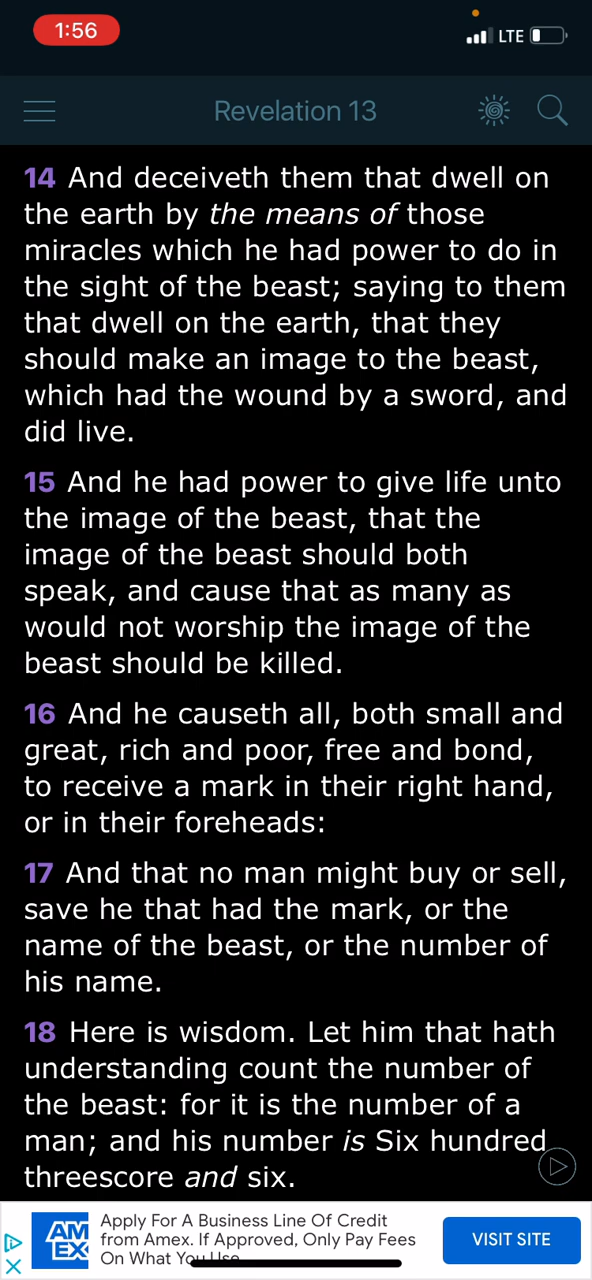 1:56
LTE
Revelation 13
14 And deceiveth them that dwell on
the earth by the means of those
miracles which he had power to do in
the sight of the beast; saying to them
that dwell on the earth, that they
should make an image to the beast,
which had the wound by a sword, and
did live.
15 And he had power to give life unto
the image of the beast, that the
image of the beast should both
speak, and cause that as many as
would not worship the image of the
beast should be killed.
16 And he causeth all, both small and
great, rich and poor, free and bond,
to receive a mark in their right hand,
or in their foreheads:
17 And that no man might buy or sell,
save he that had the mark, or the
name of the beast, or the number of
his name.
18 Here is wisdom. Let him that hath
understanding count the number of
the beast: for it is the number of a
man; and his number is Six hundred
threescore and six.
AM
EX
Apply For A Business Line Of Credit
from Amex. If Approved, Only Pay Fees
On What You Use
VISIT SITE